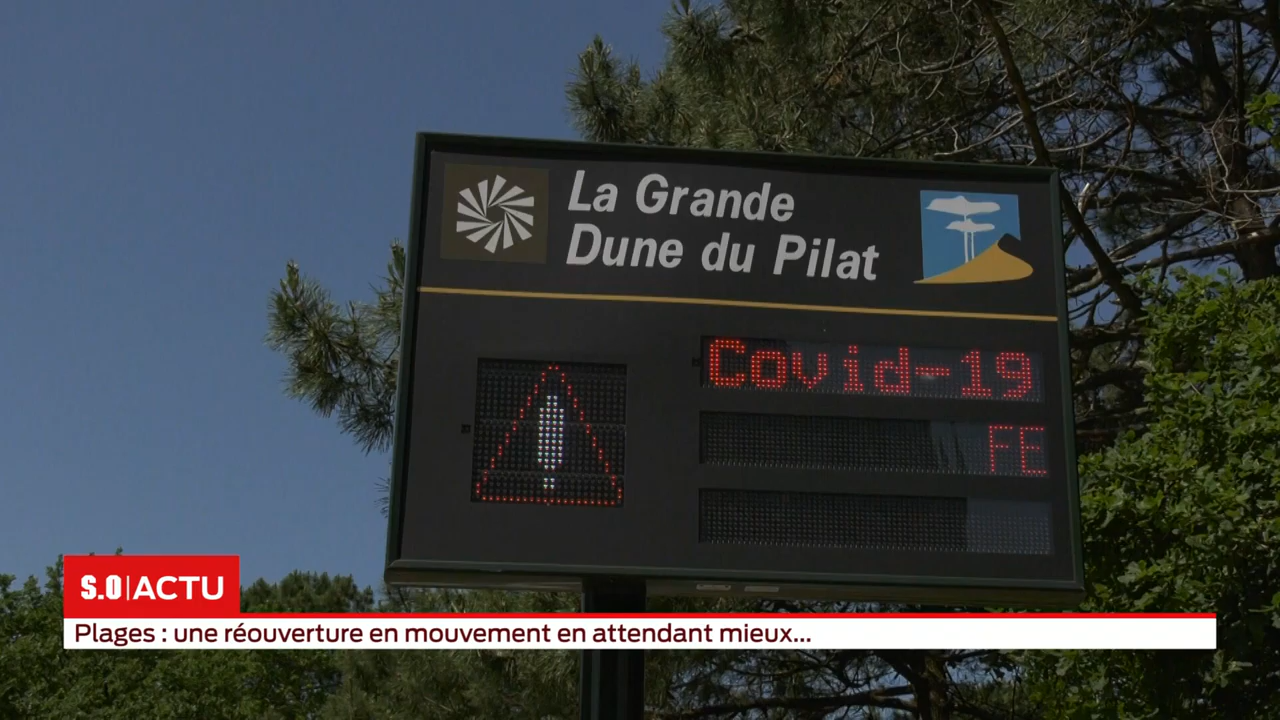 La Grande
Dune du Pilat
Covid-19
FE
S.O|ACTU
Plages : une réouverture en mouvement en attendant mieux...